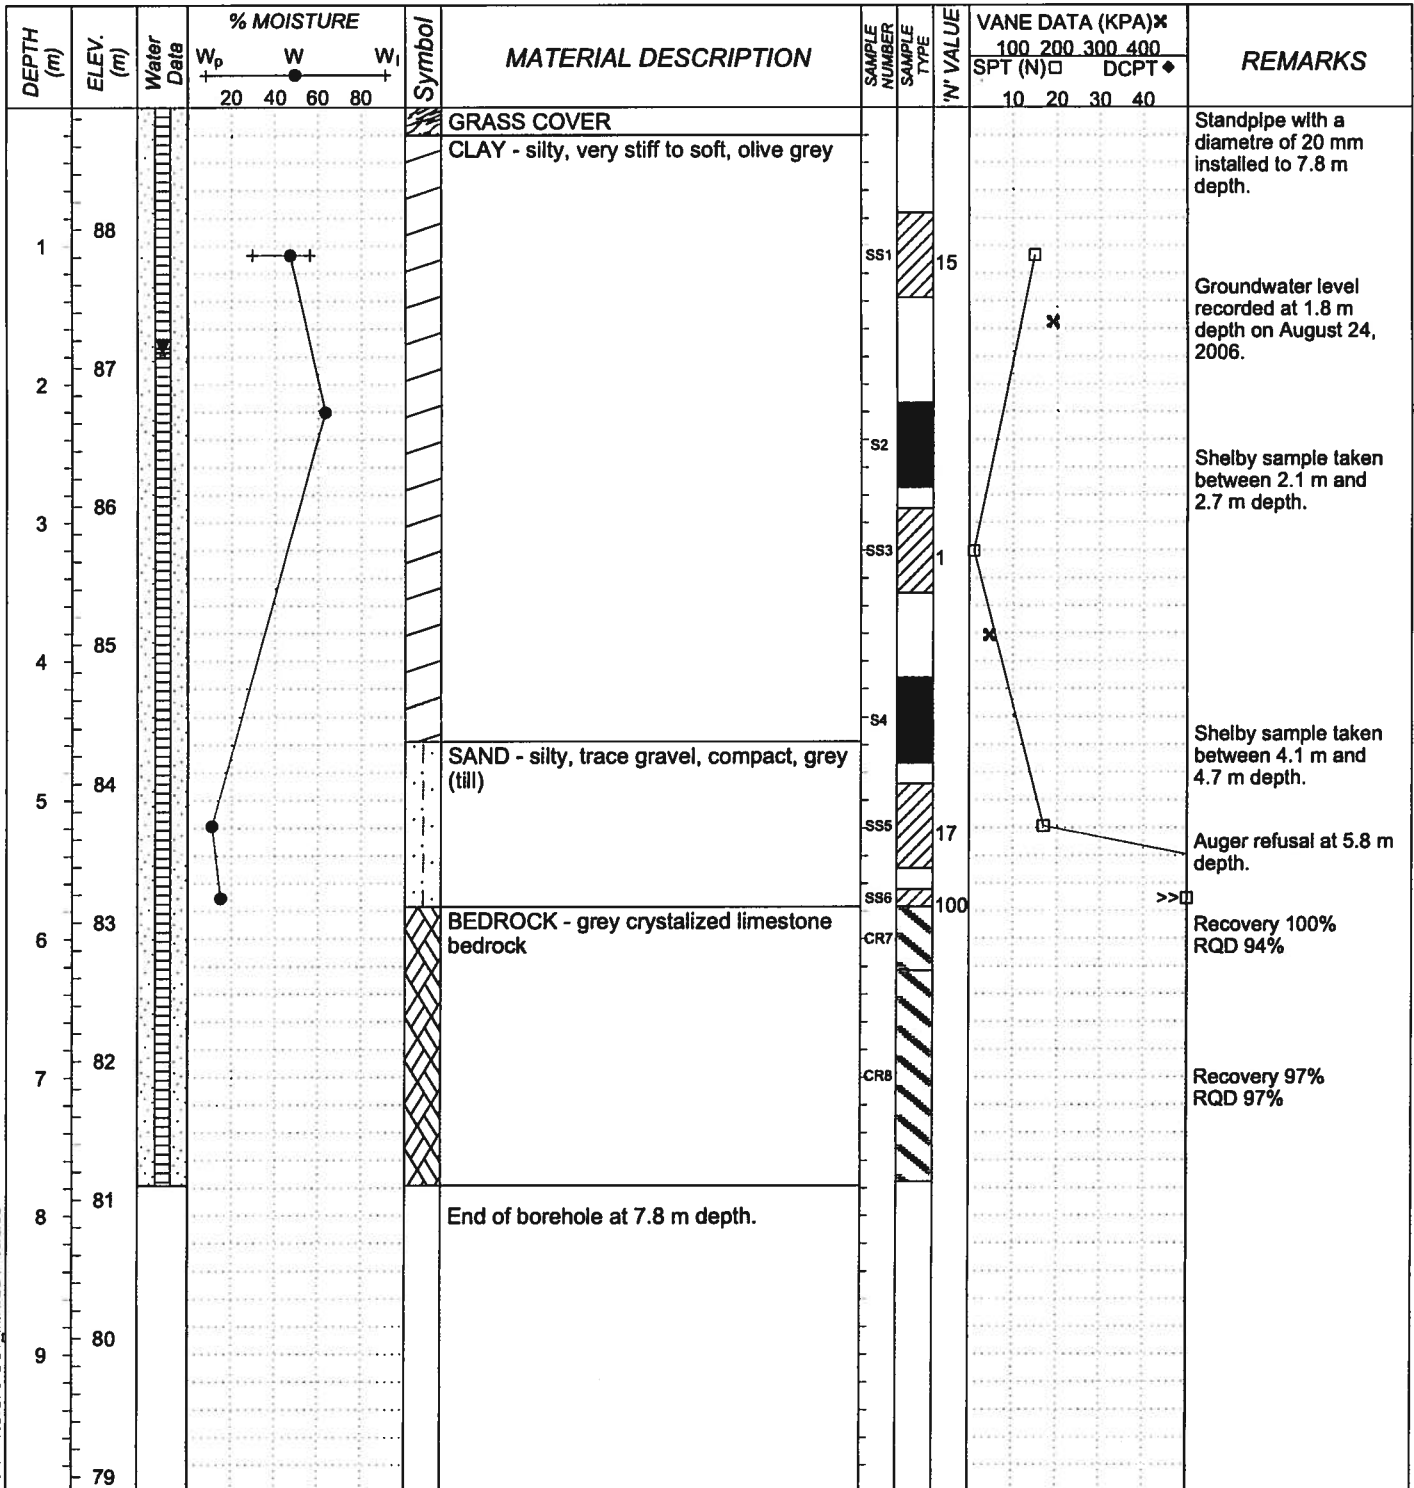 DEPTH (m)
ELEV. (m)
Water Data
% MOISTURE
Wp W Wl
20 40 60 80
Symbol
MATERIAL DESCRIPTION
SAMPLE NUMBER
SAMPLE TYPE
'N' VALUE
VANE DATA (KPA)✖
100 200 300 400
SPT (N)□ DCPT◆
10 20 30 40
REMARKS
GRASS COVER
CLAY - silty, very stiff to soft, olive grey
Standpipe with a
diametre of 20 mm
installed to 7.8 m
depth.
88
1
SS1
15
Groundwater level
recorded at 1.8 m
depth on August 24,
2006.
87
2
S2
Shelby sample taken
between 2.1 m and
2.7 m depth.
86
3
SS3
1
85
4
S4
SAND - silty, trace gravel, compact, grey
(till)
Shelby sample taken
between 4.1 m and
4.7 m depth.
84
5
SS5
17
Auger refusal at 5.8 m
depth.
SS6
100
>>
83
6
BEDROCK - grey crystalized limestone
bedrock
CR7
Recovery 100%
RQD 94%
82
7
CR8
Recovery 97%
RQD 97%
81
8
End of borehole at 7.8 m depth.
80
9
79